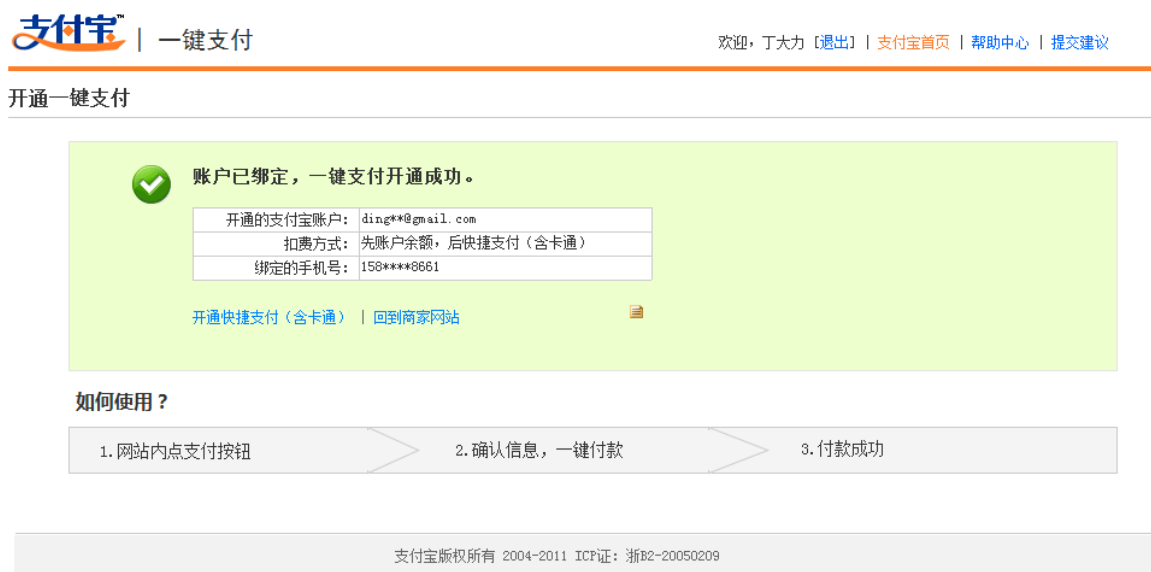 支付宝™ | 一键支付
欢迎，丁大力 [退出] | 支付宝首页 | 帮助中心 | 提交建议
开通一键支付
账户已绑定，一键支付开通成功。
开通的支付宝账户： ding**@gmail.com
扣费方式： 先账户余额，后快捷支付（含卡通）
绑定的手机号： 158****8661
开通快捷支付（含卡通） | 回到商家网站
如何使用？
1.网站内点支付按钮 2.确认信息，一键付款 3.付款成功
支付宝版权所有 2004-2011 ICP证：浙B2-20050209